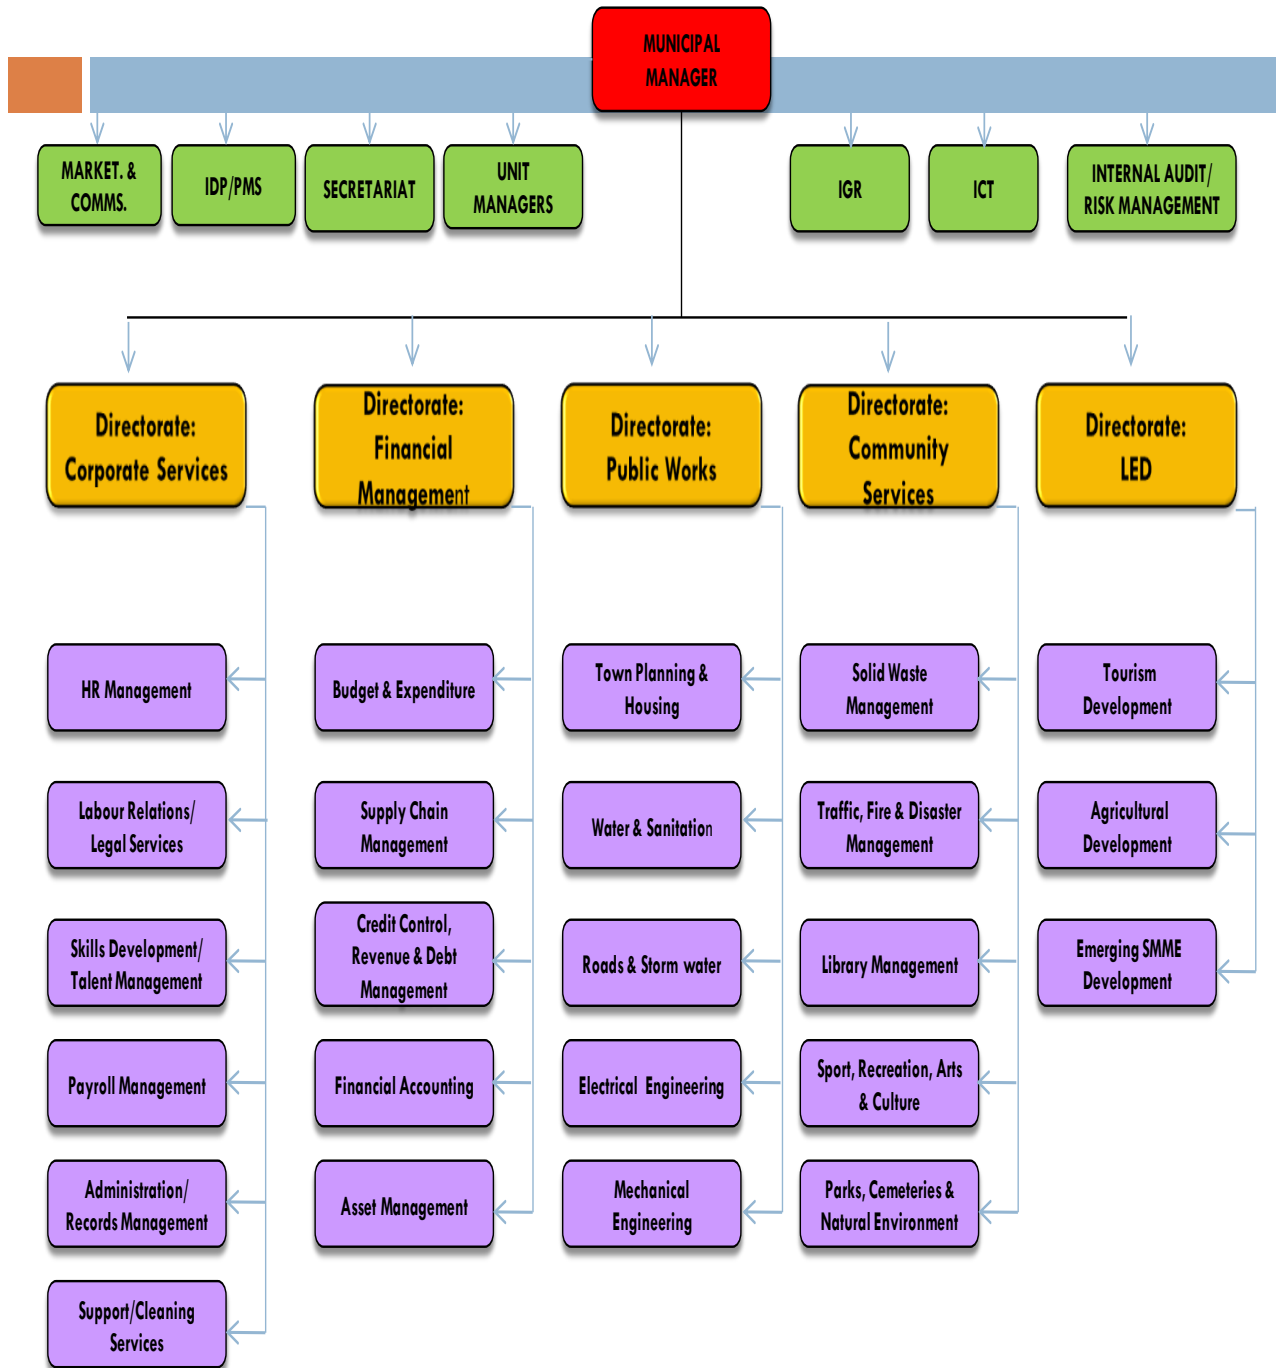 MUNICIPAL
MANAGER
MARKET. &
COMMS.
IDP/PMS
SECRETARIAT
UNIT
MANAGERS
IGR
ICT
INTERNAL AUDIT/
RISK MANAGEMENT
Directorate:
Corporate Services
Directorate:
Financial
Management
Directorate:
Public Works
Directorate:
Community
Services
Directorate:
LED
HR Management
Labour Relations/
Legal Services
Skills Development/
Talent Management
Payroll Management
Administration/
Records Management
Support/Cleaning
Services
Budget & Expenditure
Supply Chain
Management
Credit Control,
Revenue & Debt
Management
Financial Accounting
Asset Management
Town Planning &
Housing
Water & Sanitation
Roads & Storm water
Electrical Engineering
Mechanical
Engineering
Solid Waste
Management
Traffic, Fire & Disaster
Management
Library Management
Sport, Recreation, Arts
& Culture
Parks, Cemeteries &
Natural Environment
Tourism
Development
Agricultural
Development
Emerging SMME
Development